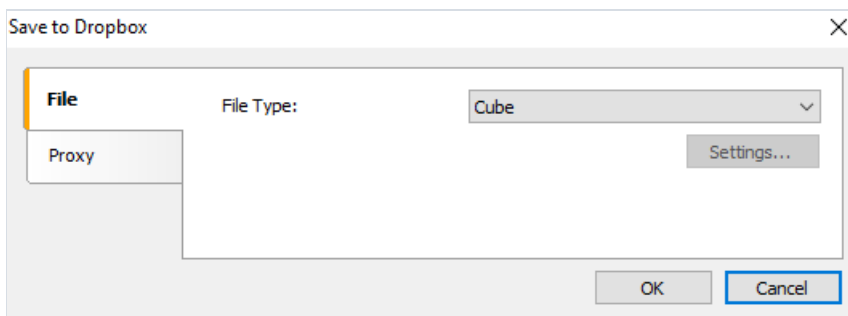 Save to Dropbox
File
File Type:
Cube
Proxy
Settings...
OK
Cancel